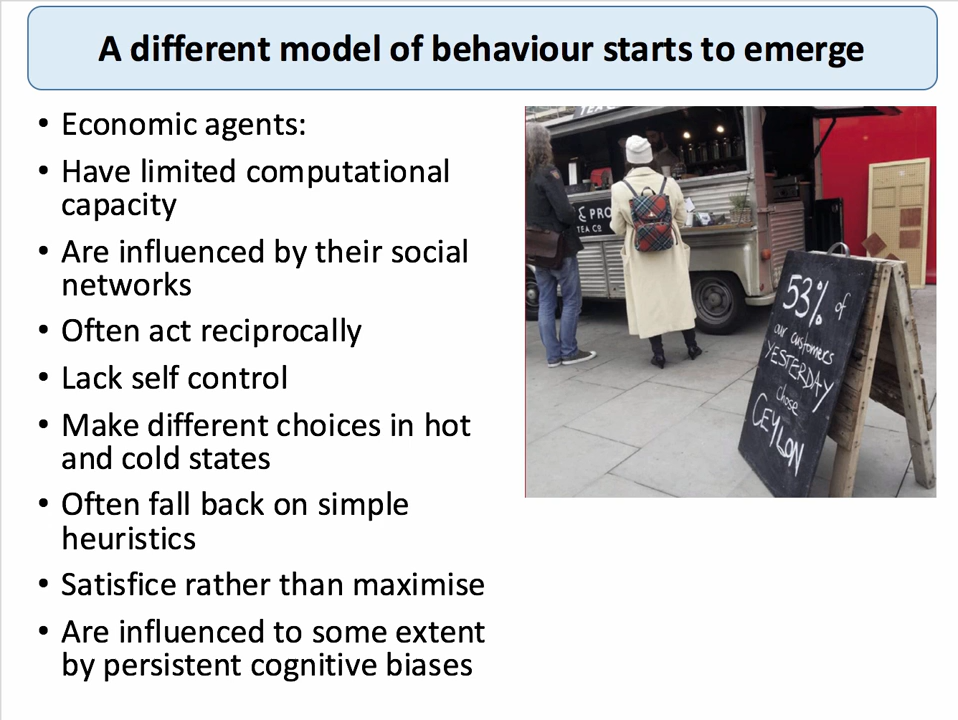 A different model of behaviour starts to emerge
• Economic agents:
• Have limited computational
capacity
• Are influenced by their social
networks
• Often act reciprocally
• Lack self control
• Make different choices in hot
and cold states
• Often fall back on simple
heuristics
• Satisfice rather than maximise
• Are influenced to some extent
by persistent cognitive biases
& PRO
TEA CO
53% of
our customers
YESTERDAY
chose
CEYLON